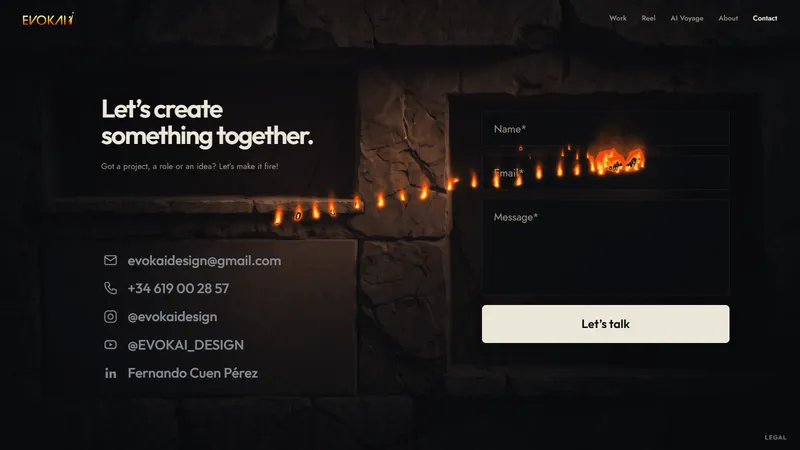 EVOKAI
Work
Reel
AI Voyage
About
Contact
Let's create
something together.
Got a project, a role or an idea? Let's make it fire!
evokaidesign@gmail.com
+34 619 00 28 57
@evokaidesign
@EVOKAI_DESIGN
in Fernando Cuen Pérez
Name*
Email*
Message*
Let's talk
LEGAL